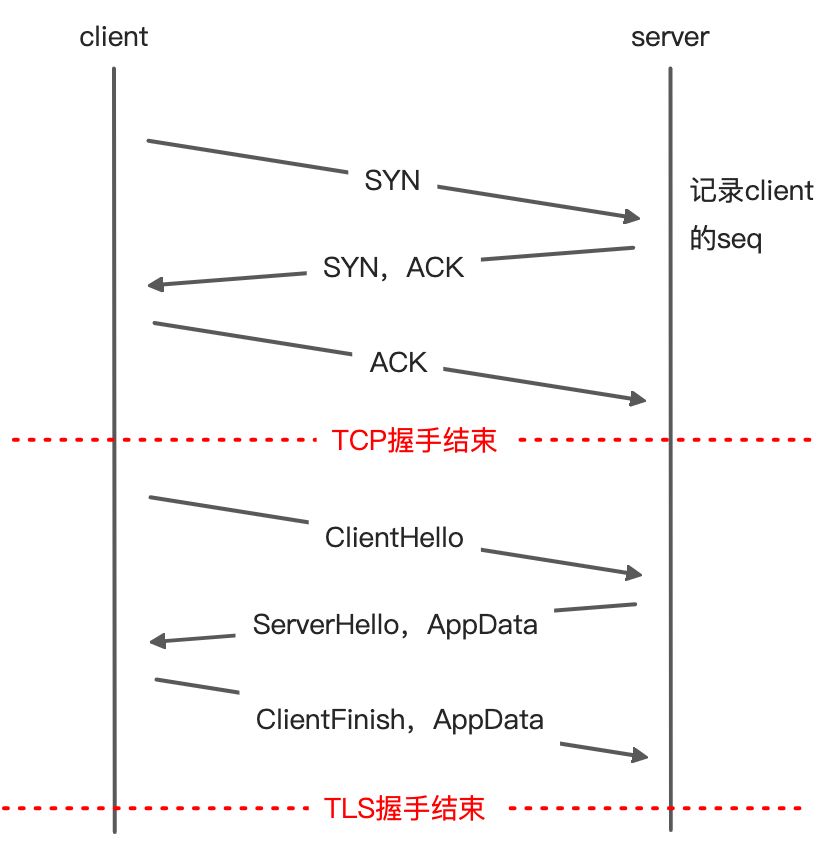 client
server
SYN
记录client
的seq
SYN，ACK
ACK
TCP握手结束
ClientHello
ServerHello，AppData
ClientFinish，AppData
TLS握手结束